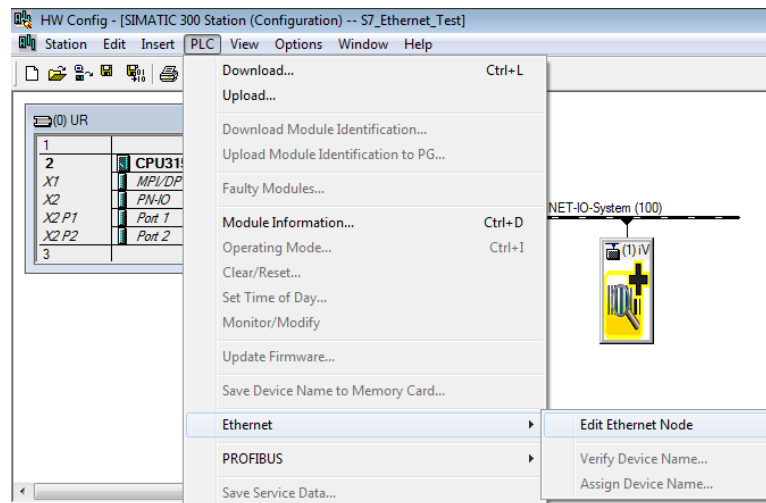 HW Config - [SIMATIC 300 Station (Configuration) -- S7_Ethernet_Test]
Station Edit Insert PLC View Options Window Help
Download... Ctrl+L
Upload...
Download Module Identification...
Upload Module Identification to PG...
Faulty Modules...
Module Information... Ctrl+D
Operating Mode... Ctrl+I
Clear/Reset...
Set Time of Day...
Monitor/Modify
Update Firmware...
Save Device Name to Memory Card...
Ethernet
PROFIBUS
Save Service Data...
Edit Ethernet Node
Verify Device Name...
Assign Device Name...
(0) UR
1
2 CPU31
X1 MPI/DP
X2 PN-IO
X2 P1 Port 1
X2 P2 Port 2
3
NET-IO-System (100)
(1) iV